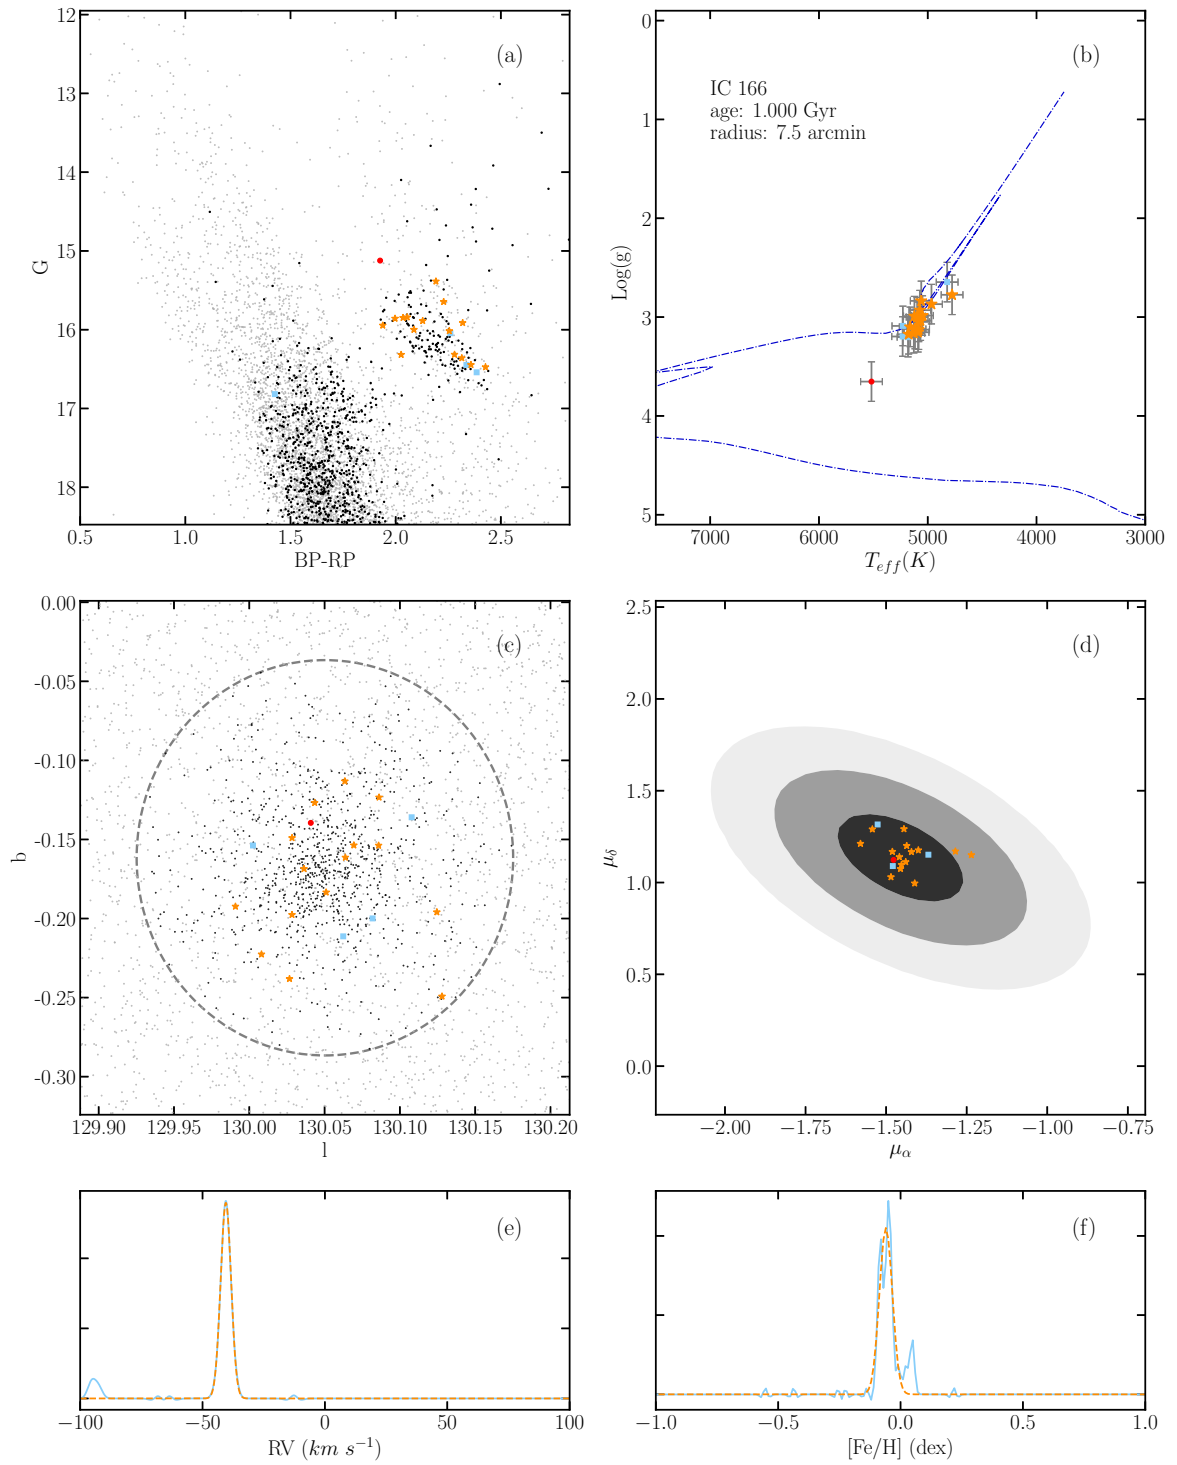 12
13
14
15
16
17
18
G
0.5 1.0 1.5 2.0 2.5
BP-RP
(a)
0
1
2
3
4
5
Log(g)
7000 6000 5000 4000 3000
T_eff(K)
(b)
IC 166
age: 1.000 Gyr
radius: 7.5 arcmin
0.00
-0.05
-0.10
-0.15
-0.20
-0.25
-0.30
b
129.90 129.95 130.00 130.05 130.10 130.15 130.20
l
(c)
2.5
2.0
1.5
1.0
0.5
0.0
μ_δ
−2.00 −1.75 −1.50 −1.25 −1.00 −0.75
μ_α
(d)
(e)
−100 −50 0 50 100
RV (km s⁻¹)
(f)
−1.0 −0.5 0.0 0.5 1.0
[Fe/H] (dex)